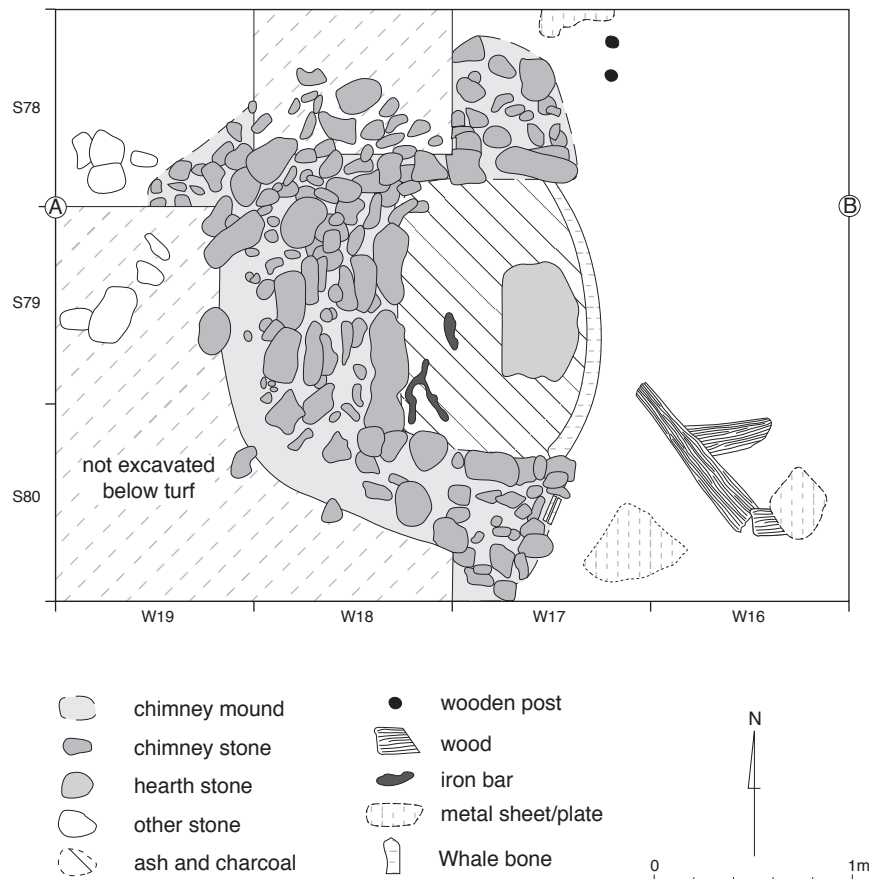 S78
A
B
S79
not excavated
below turf
S80
W19
W18
W17
W16
chimney mound
chimney stone
hearth stone
other stone
ash and charcoal
wooden post
wood
iron bar
metal sheet/plate
Whale bone
N
0
1m